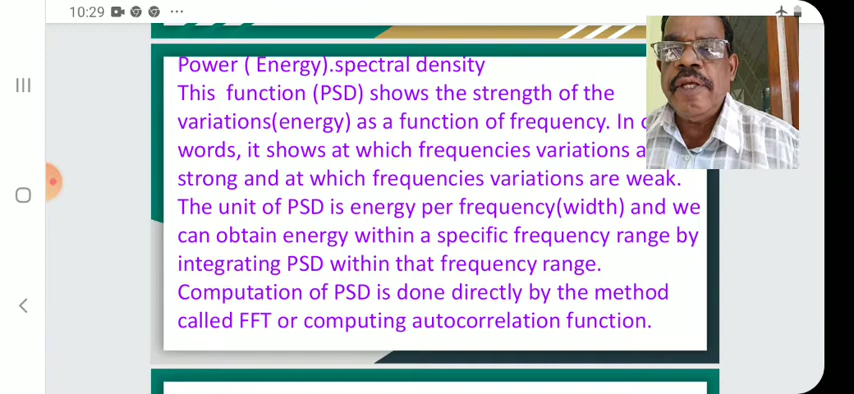 10:29
Power ( Energy).spectral density
This function (PSD) shows the strength of the
variations(energy) as a function of frequency. In
words, it shows at which frequencies variations
strong and at which frequencies variations are weak.
The unit of PSD is energy per frequency(width) and we
can obtain energy within a specific frequency range by
integrating PSD within that frequency range.
Computation of PSD is done directly by the method
called FFT or computing autocorrelation function.